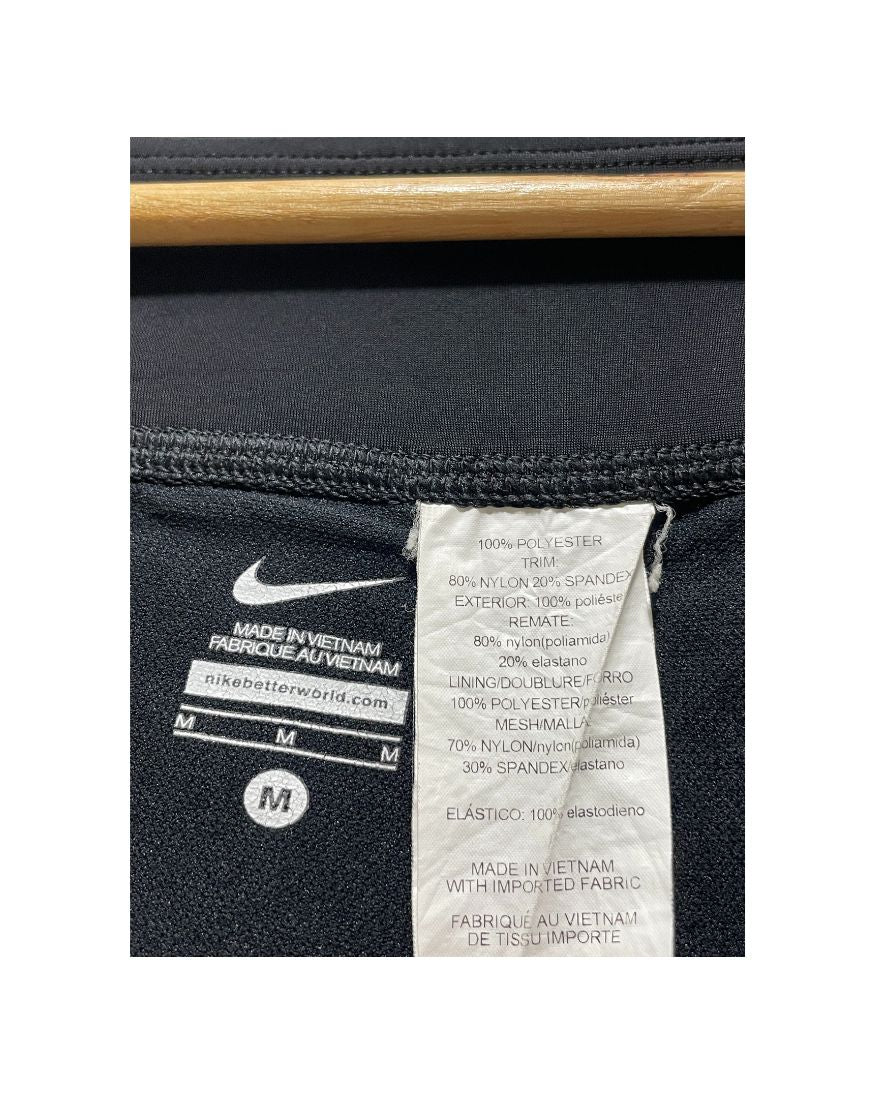 MADE IN VIETNAM
FABRIQUE AU VIETNAM
nikebetterworld.com
M M M
M
100% POLYESTER
TRIM:
80% NYLON 20% SPANDEX
EXTERIOR: 100% poliéste
REMATE:
80% nylon(poliamida)
20% elastano
LINING/DOUBLURE/FORRO
100% POLYESTER/poliéster
MESH/MALLA:
70% NYLON/nylon(poliamida)
30% SPANDEX/elastano
ELÁSTICO: 100% elastodieno
MADE IN VIETNAM
WITH IMPORTED FABRIC
FABRIQUÉ AU VIETNAM
DE TISSU IMPORTE